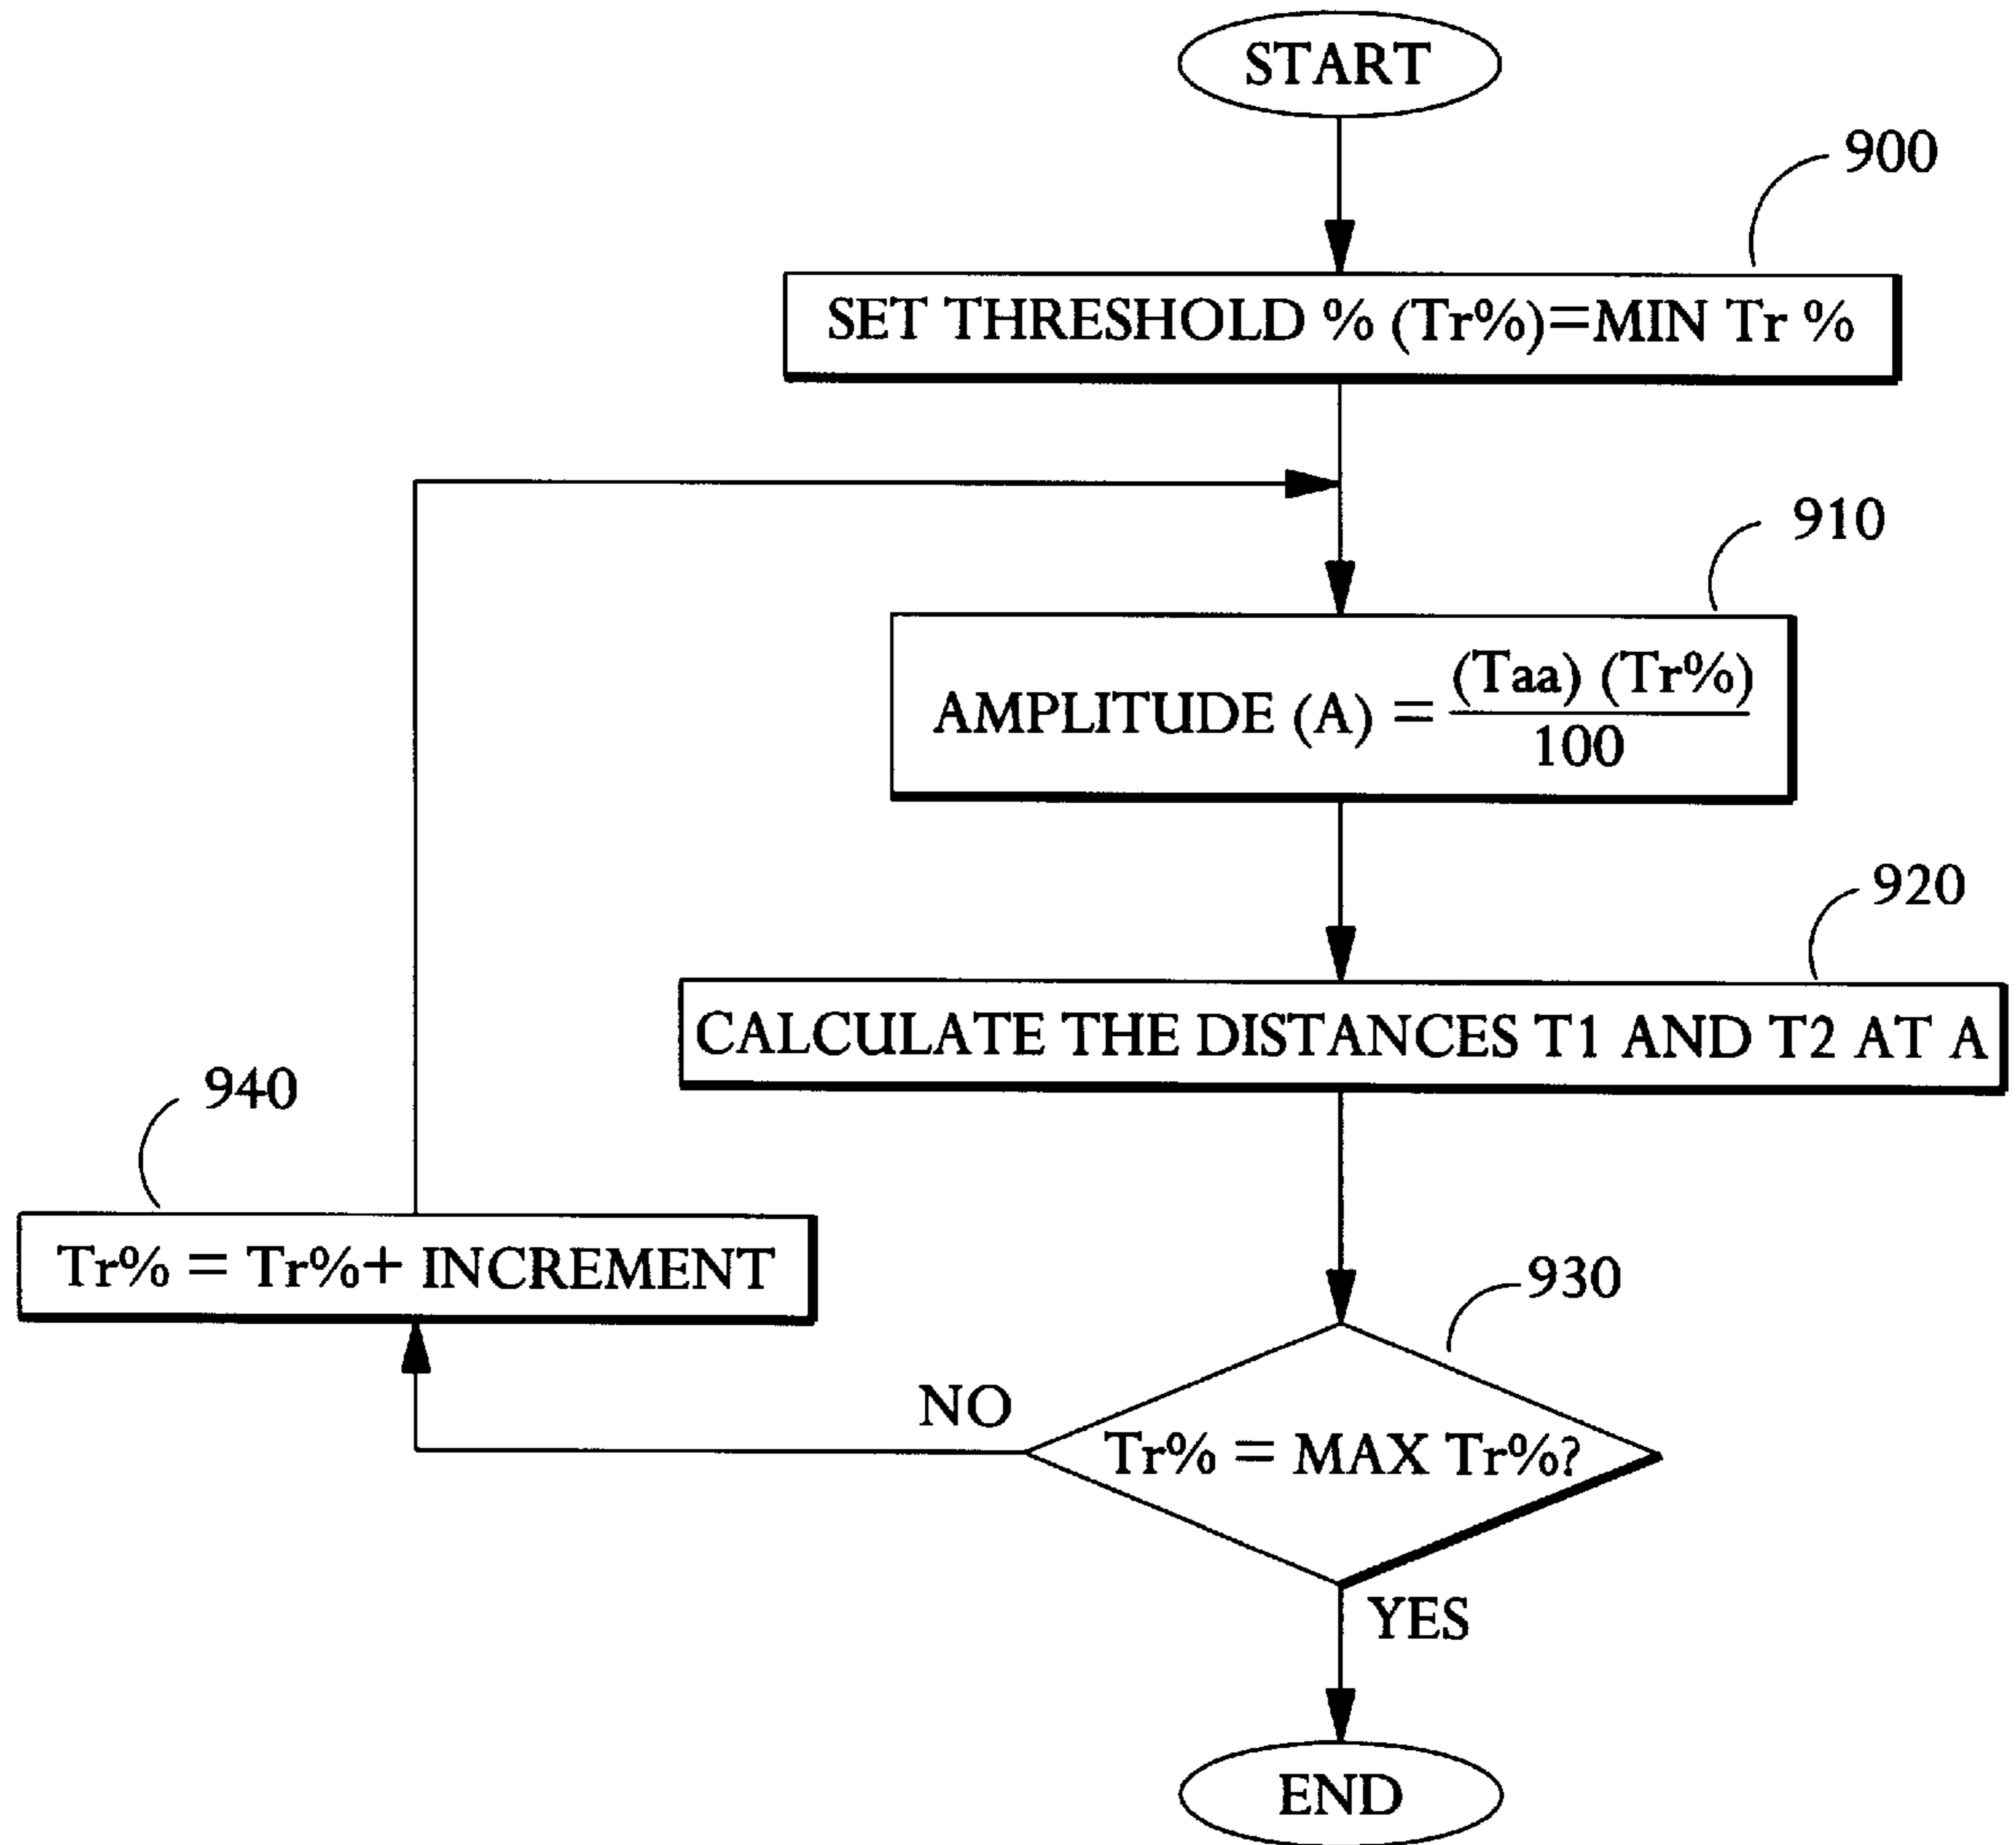 START
900
SET THRESHOLD % (Tr%)=MIN Tr %
910
AMPLITUDE (A) = (Taa) (Tr%)
100
920
CALCULATE THE DISTANCES T1 AND T2 AT A
940
Tr% = Tr%+ INCREMENT
930
NO
Tr% = MAX Tr%?
YES
END